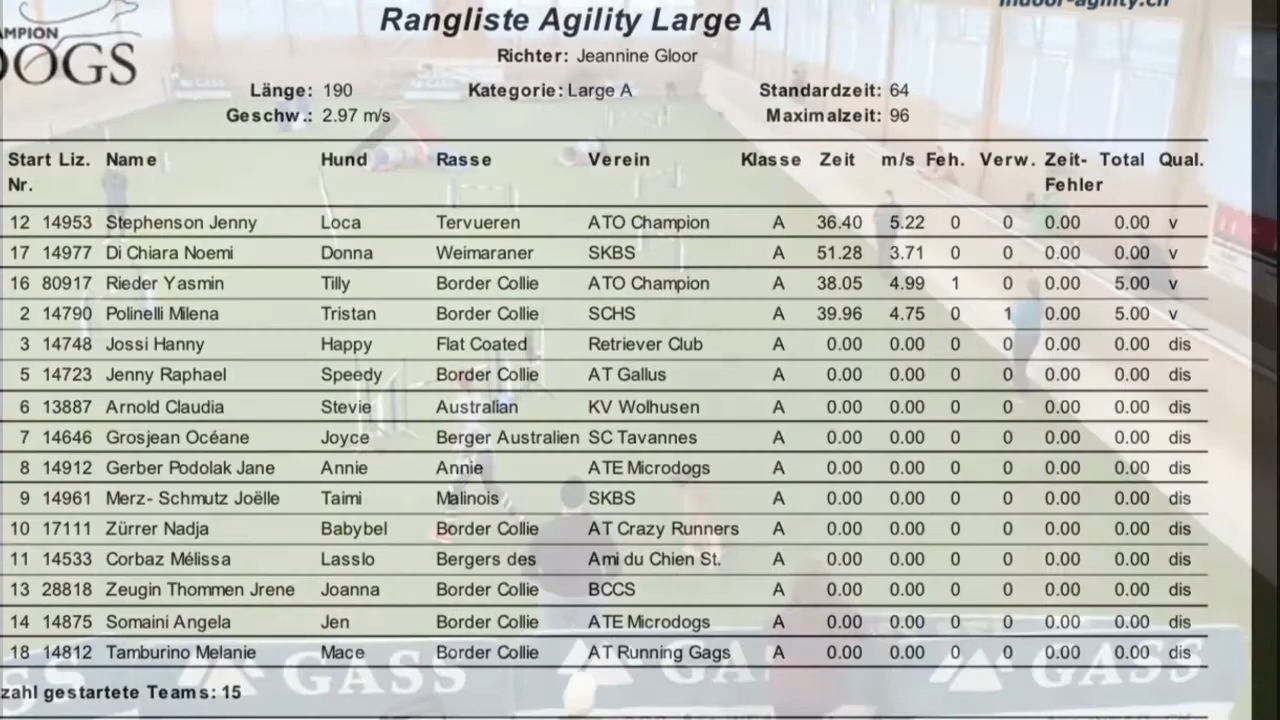 Rangliste Agility Large A
indoor-agility.ch
DOGS
Richter: Jeannine Gloor
Länge: 190 Kategorie: Large A Standardzeit: 64
Geschw.: 2.97 m/s Maximalzeit: 96
Start Liz. Name Hund Rasse Verein Klasse Zeit m/s Feh. Verw. Zeit- Total Qual.
Nr. Fehler
12 14953 Stephenson Jenny Loca Tervueren ATO Champion A 36.40 5.22 0 0 0.00 0.00 v
17 14977 Di Chiara Noemi Donna Weimaraner SKBS A 51.28 3.71 0 0 0.00 0.00 v
16 80917 Rieder Yasmin Tilly Border Collie ATO Champion A 38.05 4.99 1 0 0.00 5.00 v
2 14790 Polinelli Milena Tristan Border Collie SCHS A 39.96 4.75 0 1 0.00 5.00 v
3 14748 Jossi Hanny Happy Flat Coated Retriever Club A 0.00 0.00 0 0 0.00 0.00 dis
5 14723 Jenny Raphael Speedy Border Collie AT Gallus A 0.00 0.00 0 0 0.00 0.00 dis
6 13887 Arnold Claudia Stevie Australian KV Wolhusen A 0.00 0.00 0 0 0.00 0.00 dis
7 14646 Grosjean Océane Joyce Berger Australien SC Tavannes A 0.00 0.00 0 0 0.00 0.00 dis
8 14912 Gerber Podolak Jane Annie Annie ATE Microdogs A 0.00 0.00 0 0 0.00 0.00 dis
9 14961 Merz- Schmutz Joëlle Taimi Malinois SKBS A 0.00 0.00 0 0 0.00 0.00 dis
10 17111 Zürrer Nadja Babybel Border Collie AT Crazy Runners A 0.00 0.00 0 0 0.00 0.00 dis
11 14533 Corbaz Mélissa Lasslo Bergers des Ami du Chien St. A 0.00 0.00 0 0 0.00 0.00 dis
13 28818 Zeugin Thommen Jrene Joanna Border Collie BCCS A 0.00 0.00 0 0 0.00 0.00 dis
14 14875 Somaini Angela Jen Border Collie ATE Microdogs A 0.00 0.00 0 0 0.00 0.00 dis
18 14812 Tamburino Melanie Mace Border Collie AT Running Gags A 0.00 0.00 0 0 0.00 0.00 dis
GASS GASS
zahl gestartete Teams: 15